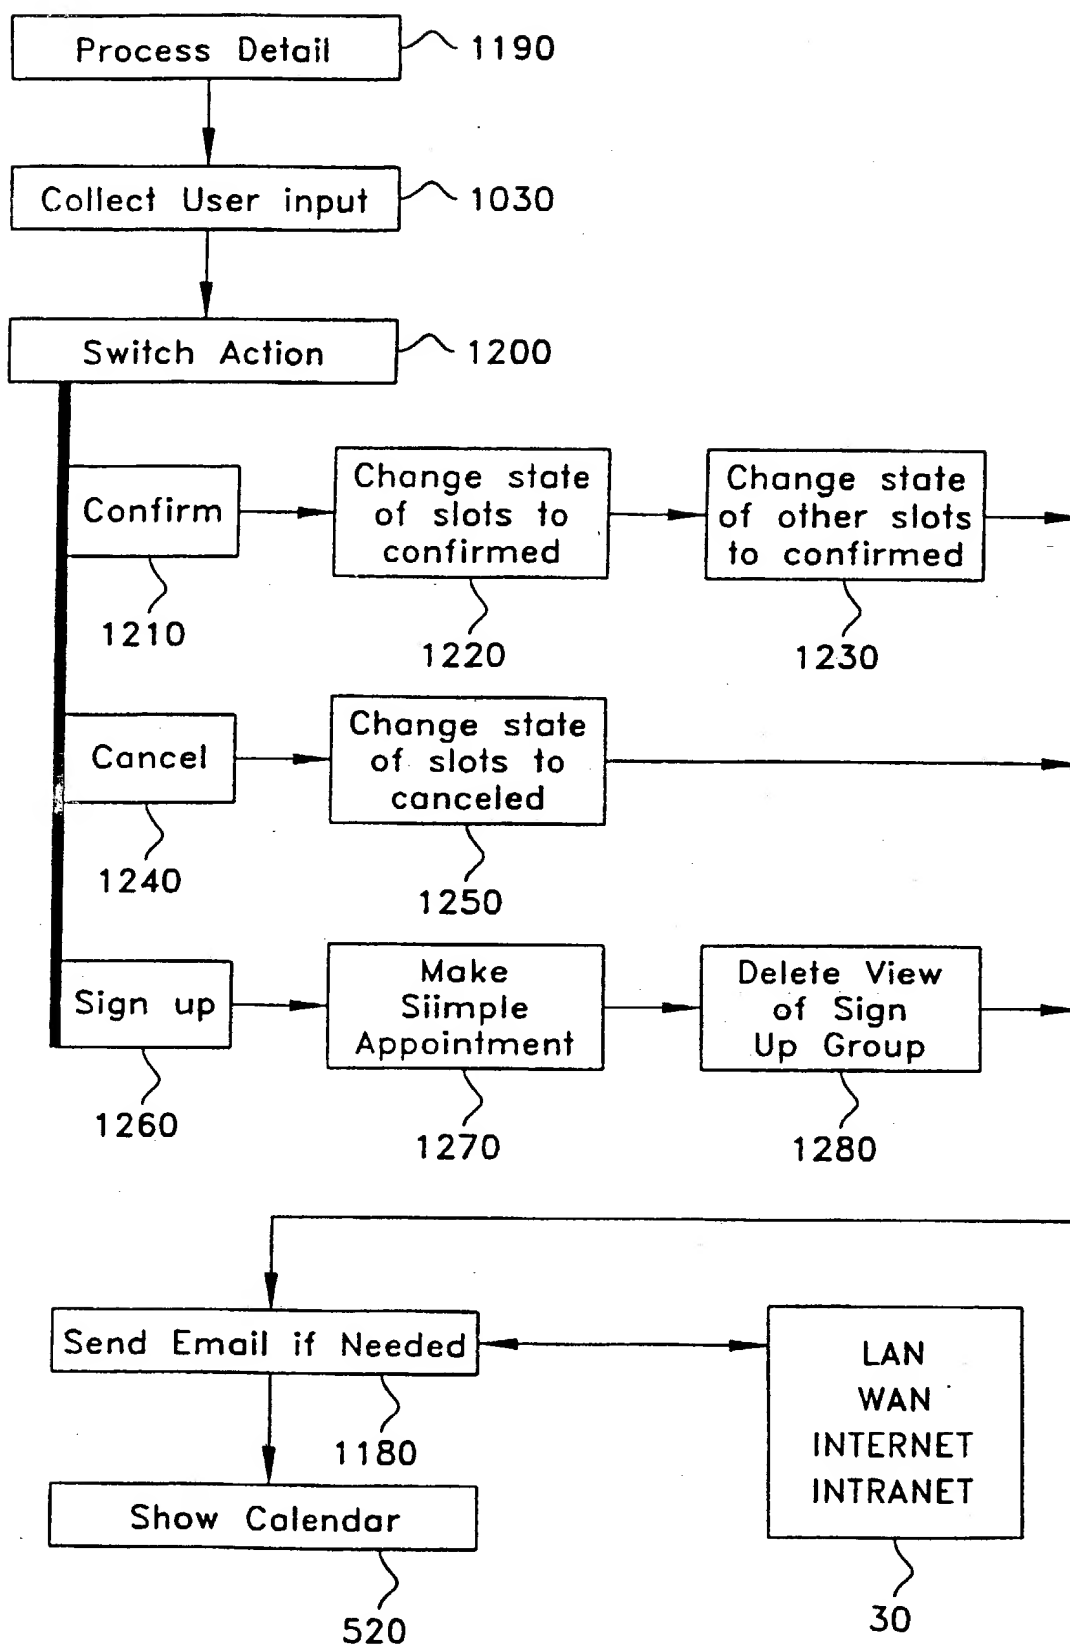 Process Detail
1190
Collect User input
1030
Switch Action
1200
Confirm
1210
Change state
of slots to
confirmed
1220
Change state
of other slots
to confirmed
1230
Cancel
1240
Change state
of slots to
canceled
1250
Sign up
1260
Make
Siimple
Appointment
1270
Delete View
of Sign
Up Group
1280
Send Email if Needed
1180
LAN
WAN
INTERNET
INTRANET
30
Show Calendar
520